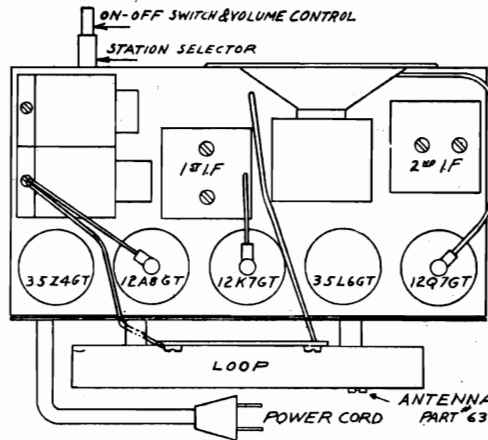 ON-OFF SWITCH & VOLUME CONTROL
STATION SELECTOR
1ST I.F
2ND I.F
35Z4GT
12A8GT
12K7GT
35L6GT
12Q7GT
LOOP
ANTENNA
PART #63
POWER CORD